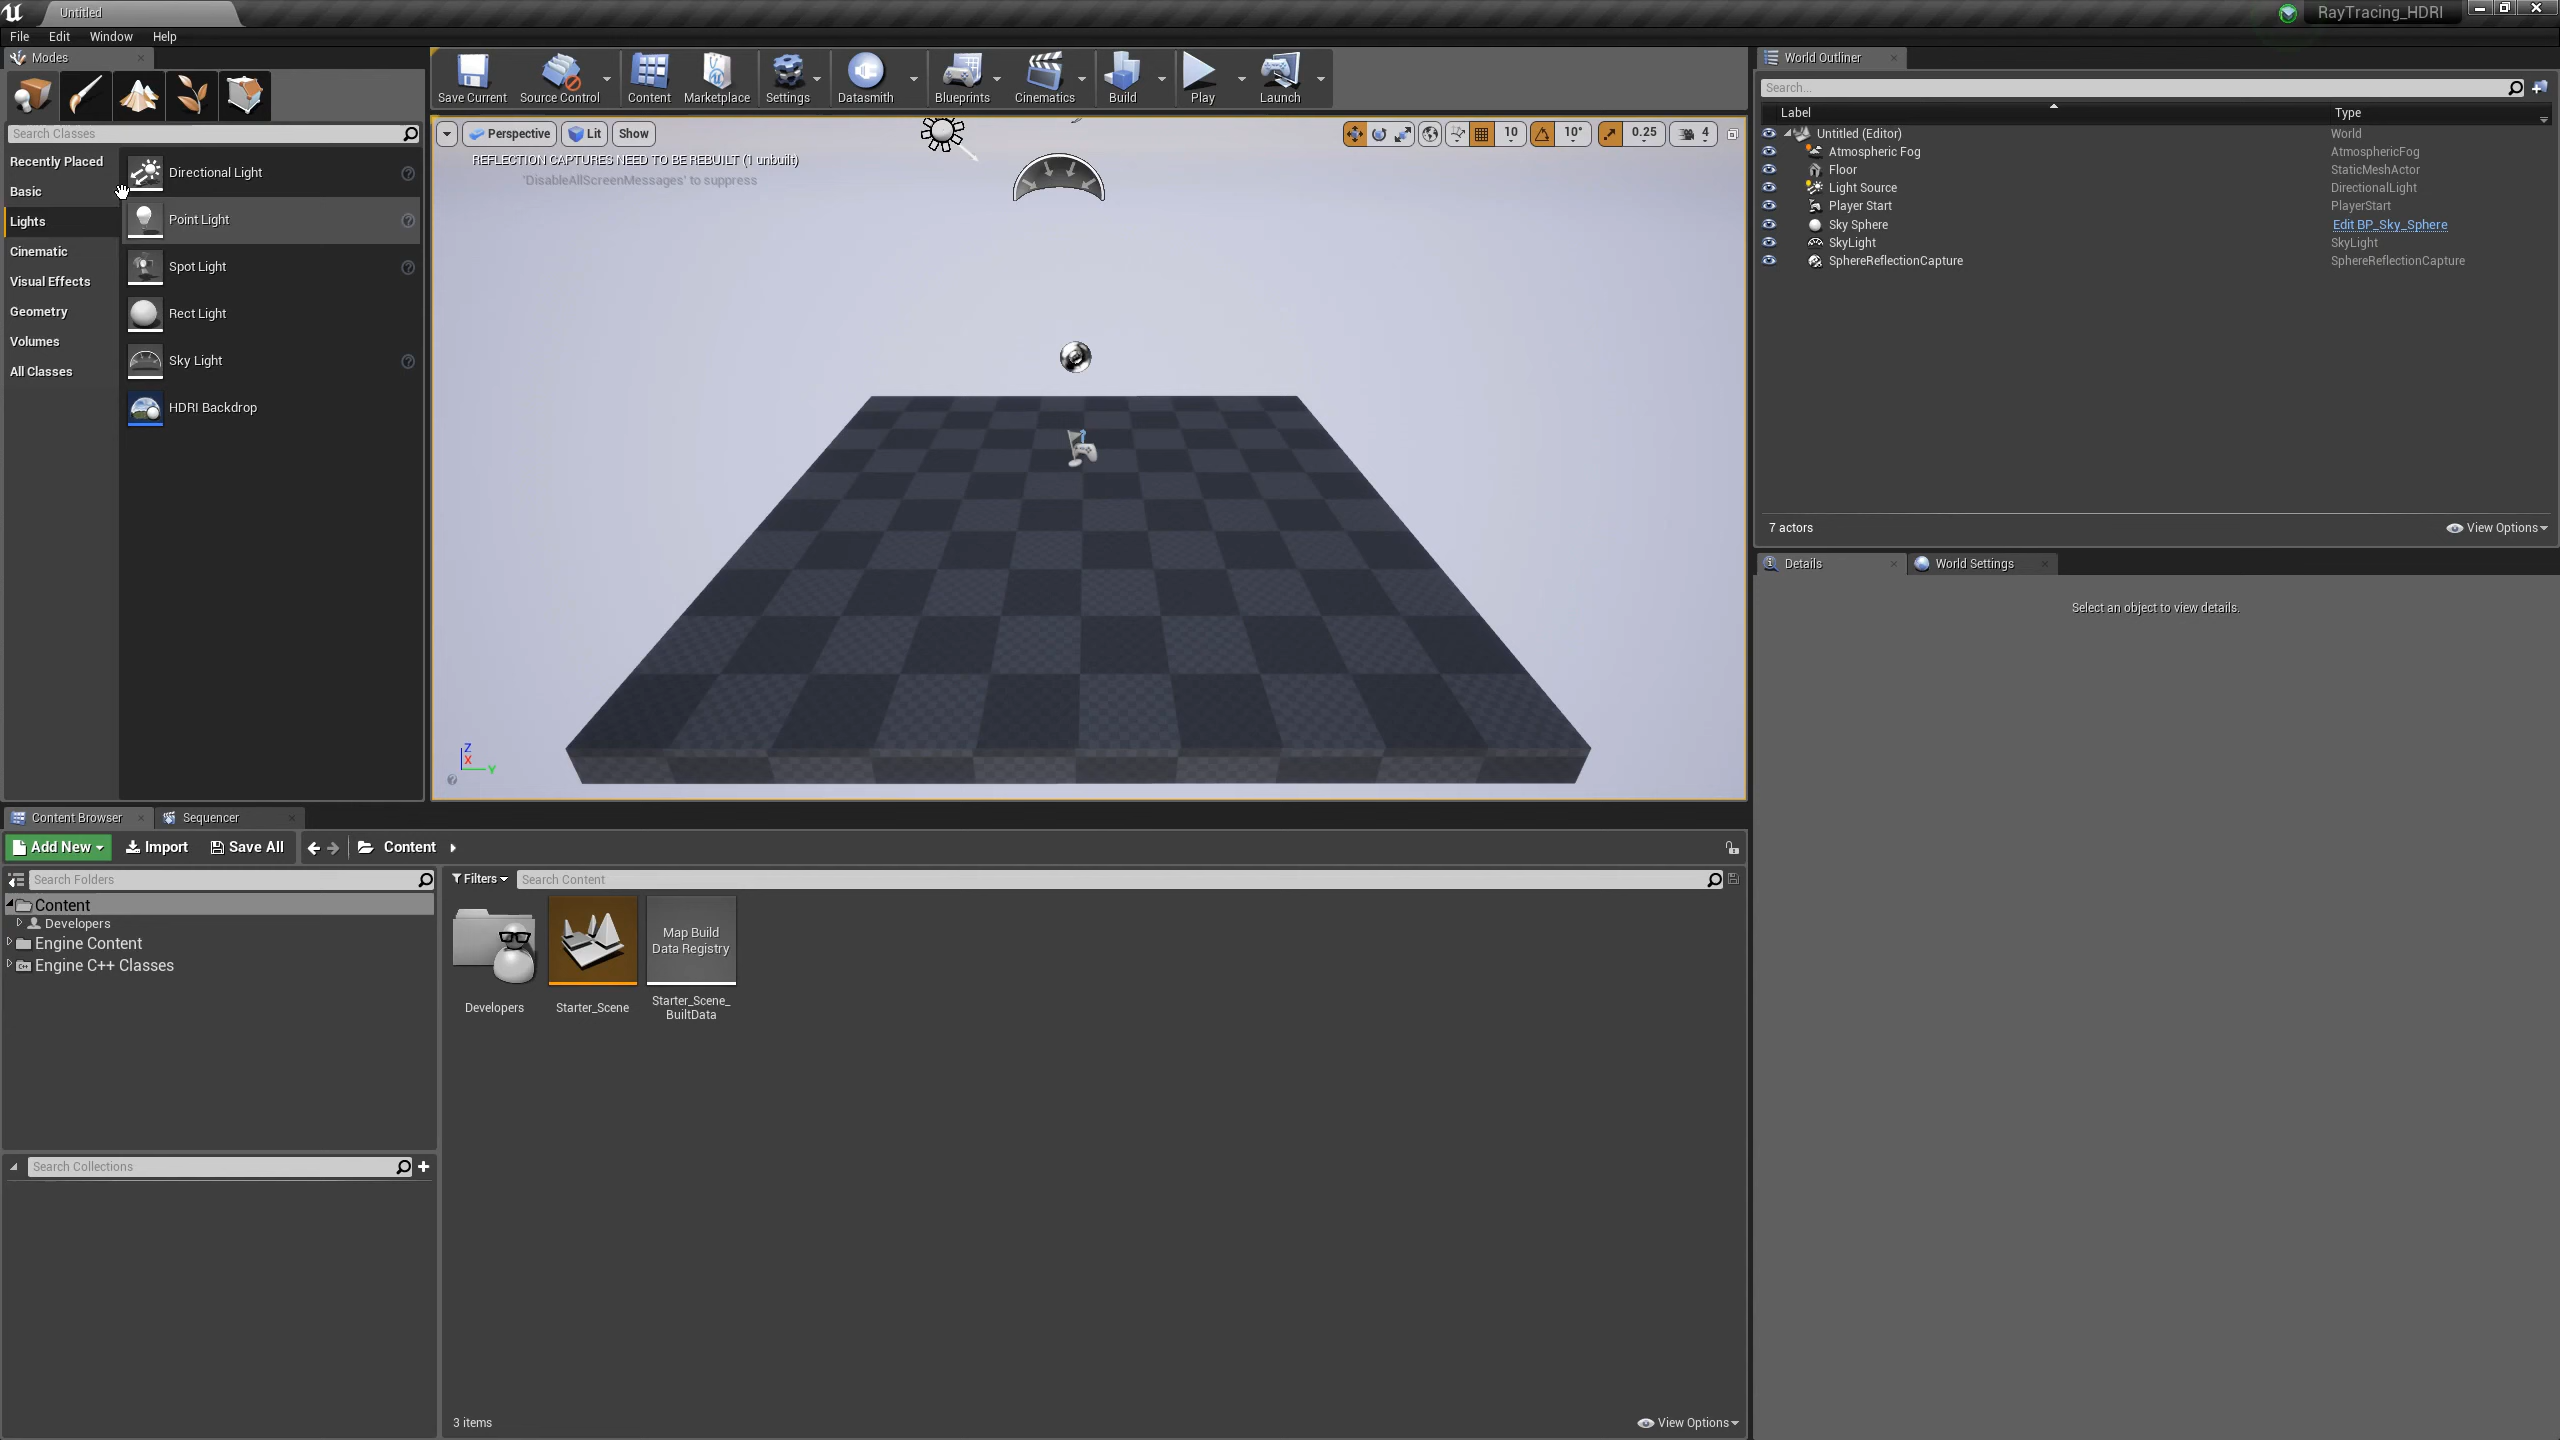 Untitled
RayTracing_HDRI
File Edit Window Help
Modes
Search Classes
Recently Placed
Basic
Lights
Cinematic
Visual Effects
Geometry
Volumes
All Classes
Directional Light
Point Light
Spot Light
Rect Light
Sky Light
HDRI Backdrop
Save Current Source Control Content Marketplace Settings Datasmith Blueprints Cinematics Build Play Launch
Perspective Lit Show
10 10° 0.25 4
REFLECTION CAPTURES NEED TO BE REBUILT (1 unbuilt)
'DisableAllScreenMessages' to suppress
Z
X
Y
World Outliner
Search...
Label Type
Untitled (Editor) World
Atmospheric Fog AtmosphericFog
Floor StaticMeshActor
Light Source DirectionalLight
Player Start PlayerStart
Sky Sphere Edit BP_Sky_Sphere
SkyLight SkyLight
SphereReflectionCapture SphereReflectionCapture
7 actors View Options
Details World Settings
Select an object to view details.
Content Browser Sequencer
Add New Import Save All Content
Search Folders
Content
Developers
Engine Content
Engine C++ Classes
Search Collections
Filters Search Content
Map Build
Data Registry
Developers
Starter_Scene
Starter_Scene_
BuiltData
3 items View Options